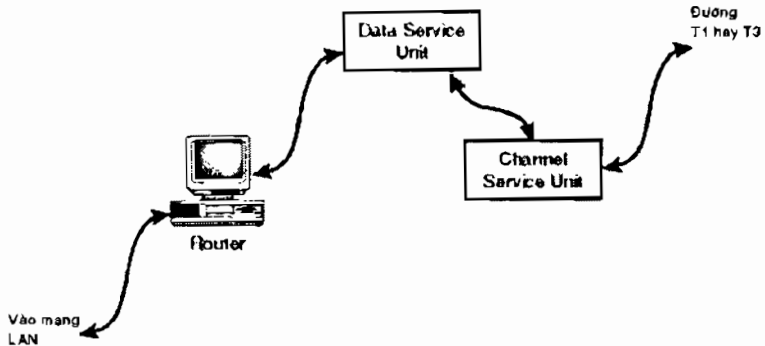 Data Service
Unit
Đường
T1 hay T3
Channel
Service Unit
Router
Vào mạng
LAN